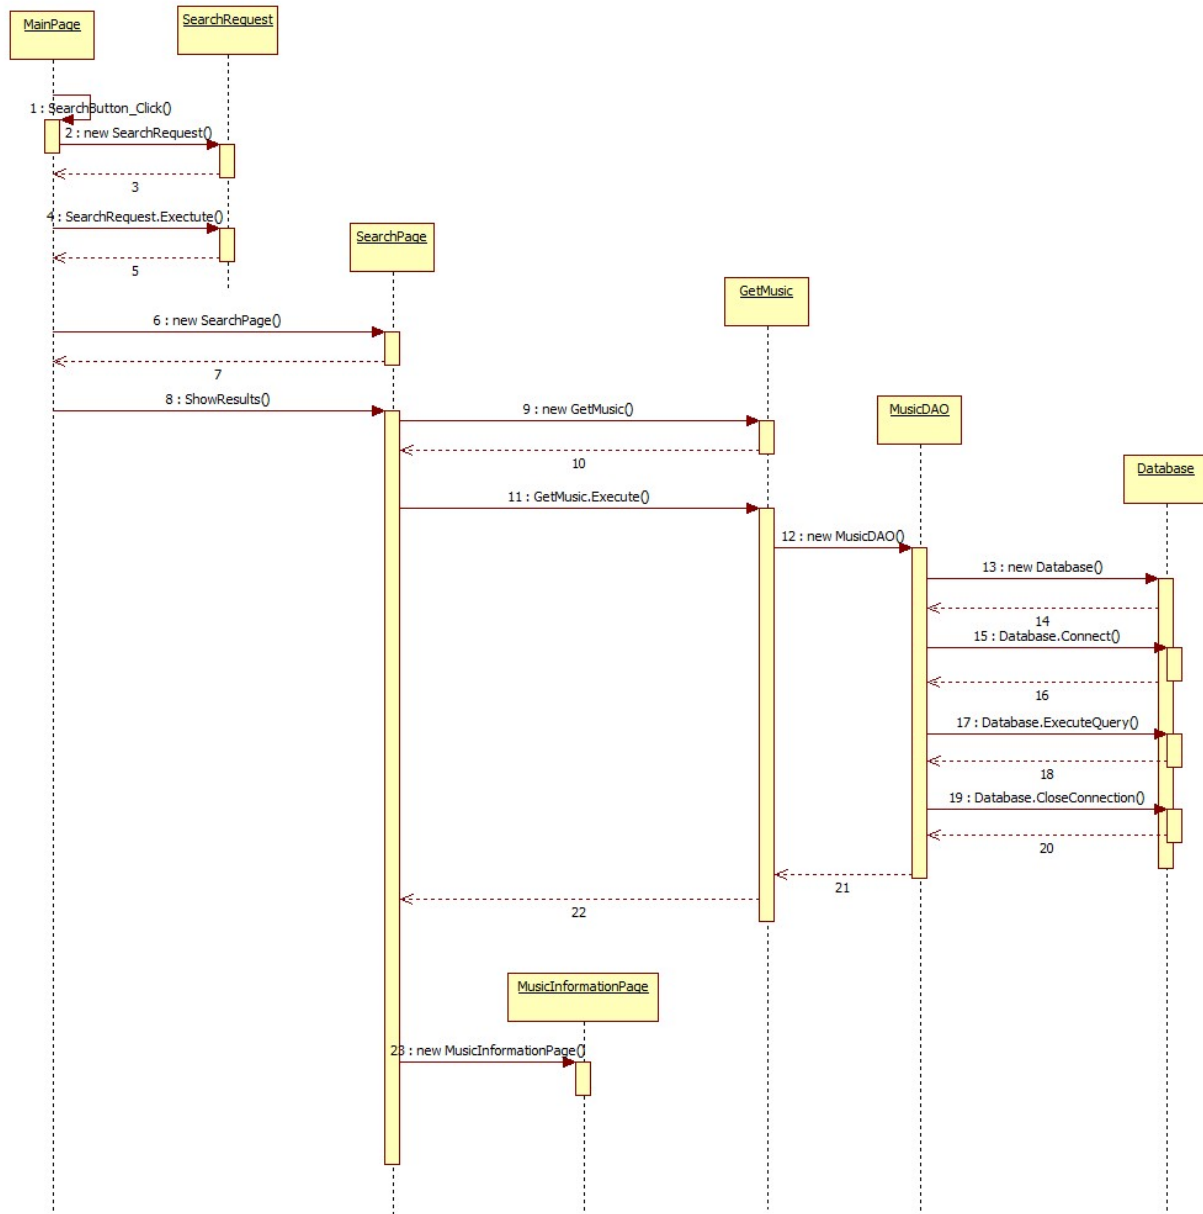 MainPage
SearchRequest
1 : SearchButton_Click()
2 : new SearchRequest()
3
4 : SearchRequest.Exectute()
5
SearchPage
GetMusic
6 : new SearchPage()
7
8 : ShowResults()
9 : new GetMusic()
MusicDAO
10
Database
11 : GetMusic.Execute()
12 : new MusicDAO()
13 : new Database()
14
15 : Database.Connect()
16
17 : Database.ExecuteQuery()
18
19 : Database.CloseConnection()
20
21
22
MusicInformationPage
23 : new MusicInformationPage()